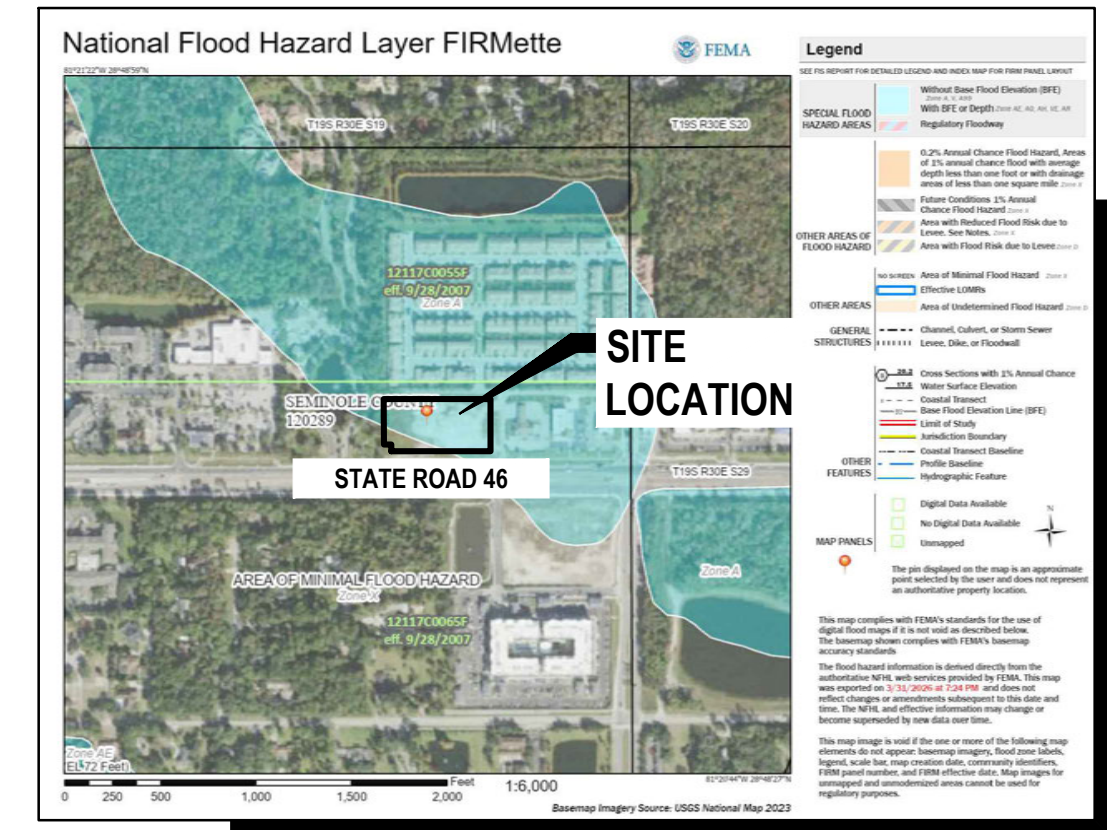 National Flood Hazard Layer FIRMette
FEMA
81°21'22"W 28°48'59"N
T19S R30E S19
T19S R30E S20
12117C0055F
eff. 9/28/2007
Zone A
SITE
LOCATION
SEMINOLE COUNTY
120289
STATE ROAD 46
T19S R30E S29
AREA OF MINIMAL FLOOD HAZARD
Zone X
Zone A
12117C0065F
eff. 9/28/2007
Zone AE
(EL 72 Feet)
81°20'44"W 28°48'27"N
0 250 500 1,000 1,500 2,000
Feet
1:6,000
Basemap Imagery Source: USGS National Map 2023
Legend
SEE FIS REPORT FOR DETAILED LEGEND AND INDEX MAP FOR FIRM PANEL LAYOUT
SPECIAL FLOOD
HAZARD AREAS
Without Base Flood Elevation (BFE)
Zone A, V, A99
With BFE or Depth Zone AE, AO, AH, VE, AR
Regulatory Floodway
OTHER AREAS OF
FLOOD HAZARD
0.2% Annual Chance Flood Hazard, Areas
of 1% annual chance flood with average
depth less than one foot or with drainage
areas of less than one square mile Zone X
Future Conditions 1% Annual
Chance Flood Hazard Zone X
Area with Reduced Flood Risk due to
Levee. See Notes. Zone X
Area with Flood Risk due to Levee Zone D
OTHER AREAS
NO SCREEN Area of Minimal Flood Hazard Zone X
Effective LOMRs
Area of Undetermined Flood Hazard Zone D
GENERAL
STRUCTURES
Channel, Culvert, or Storm Sewer
Levee, Dike, or Floodwall
OTHER
FEATURES
20.2 Cross Sections with 1% Annual Chance
17.5 Water Surface Elevation
Coastal Transect
Base Flood Elevation Line (BFE)
Limit of Study
Jurisdiction Boundary
Coastal Transect Baseline
Profile Baseline
Hydrographic Feature
MAP PANELS
Digital Data Available
No Digital Data Available
Unmapped
N
The pin displayed on the map is an approximate
point selected by the user and does not represent
an authoritative property location.
This map complies with FEMA's standards for the use of
digital flood maps if it is not void as described below.
The basemap shown complies with FEMA's basemap
accuracy standards
The flood hazard information is derived directly from the
authoritative NFHL web services provided by FEMA. This map
was exported on 3/31/2026 at 7:24 PM and does not
reflect changes or amendments subsequent to this date and
time. The NFHL and effective information may change or
become superseded by new data over time.
This map image is void if the one or more of the following map
elements do not appear: basemap imagery, flood zone labels,
legend, scale bar, map creation date, community identifiers,
FIRM panel number, and FIRM effective date. Map images for
unmapped and unmodernized areas cannot be used for
regulatory purposes.